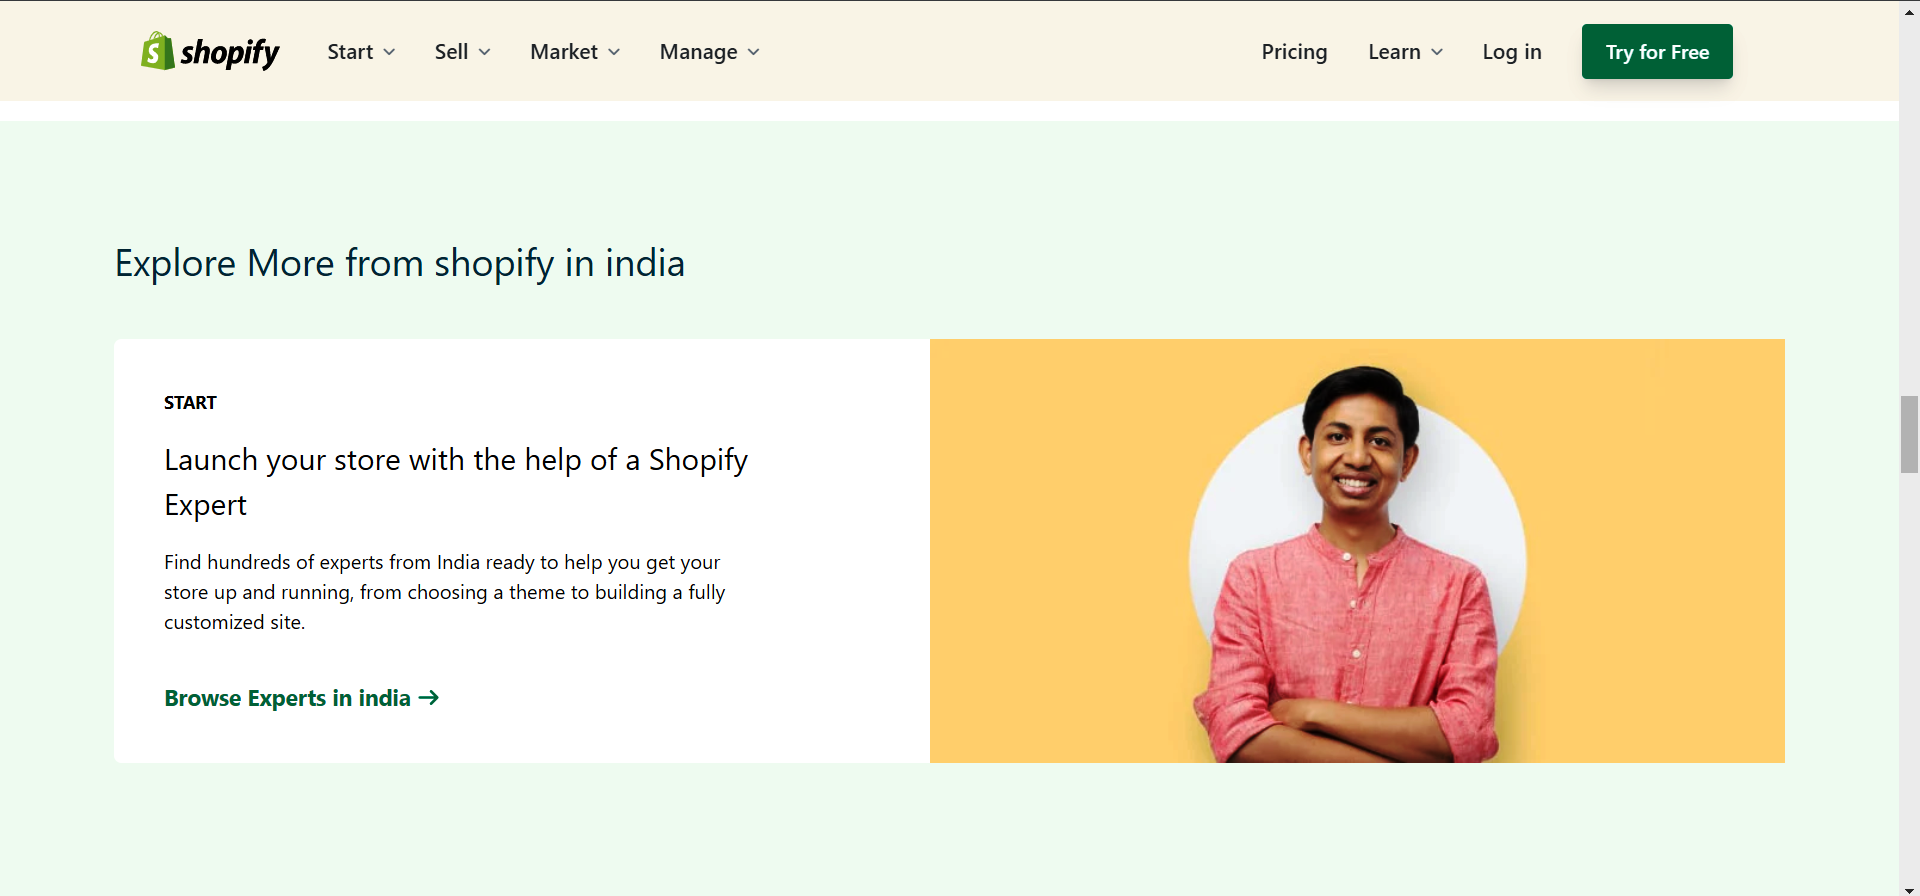 shopify Start Sell Market Manage Pricing Learn Log in Try for Free
Explore More from shopify in india
START
Launch your store with the help of a Shopify
Expert
Find hundreds of experts from India ready to help you get your
store up and running, from choosing a theme to building a fully
customized site.
Browse Experts in india →